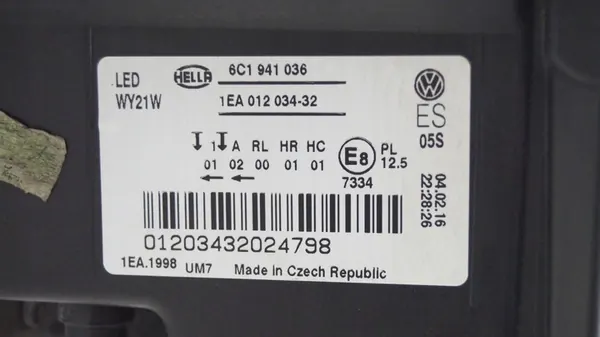 LED HELLA 6C1 941 036
WY21W 1EA 012 034-32
ES
05S
1 A RL HR HC
01 02 00 01 01
E8 PL 12.5
7334
04.02.16
22:28:26
01203432024798
1EA.1998 UM7 Made in Czech Republic